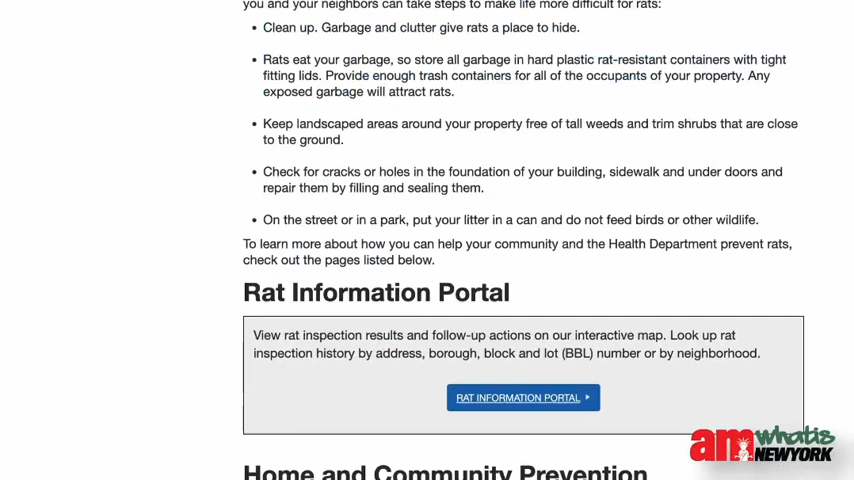 you and your neighbors can take steps to make life more difficult for rats:
• Clean up. Garbage and clutter give rats a place to hide.
• Rats eat your garbage, so store all garbage in hard plastic rat-resistant containers with tight
fitting lids. Provide enough trash containers for all of the occupants of your property. Any
exposed garbage will attract rats.
• Keep landscaped areas around your property free of tall weeds and trim shrubs that are close
to the ground.
• Check for cracks or holes in the foundation of your building, sidewalk and under doors and
repair them by filling and sealing them.
• On the street or in a park, put your litter in a can and do not feed birds or other wildlife.
To learn more about how you can help your community and the Health Department prevent rats,
check out the pages listed below.
Rat Information Portal
View rat inspection results and follow-up actions on our interactive map. Look up rat
inspection history by address, borough, block and lot (BBL) number or by neighborhood.
RAT INFORMATION PORTAL
Home and Community Prevention
am whatis
NEWYORK